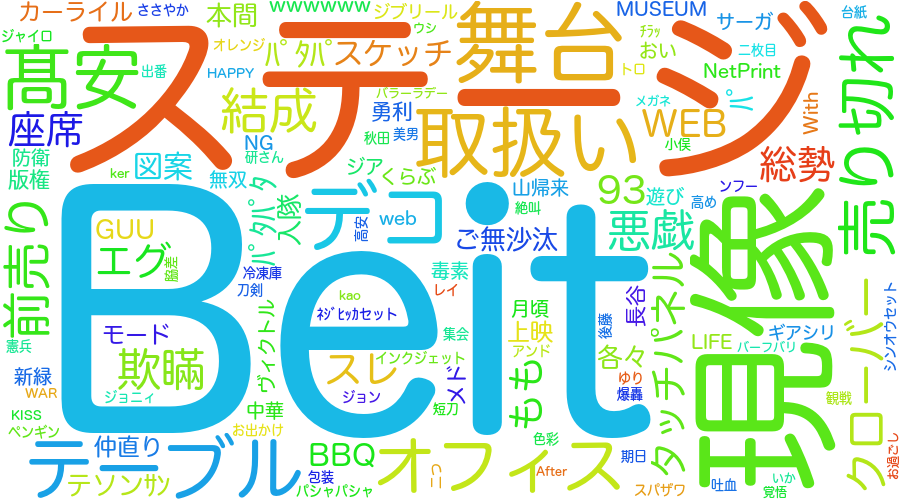 カーライル
ささやか
本間
wwwwww
ジブリール
ウシ
舞台
MUSEUM
サーガ
台紙
ジャイロ
髙安
出番
HAPPY
オレンジ
ﾊﾟﾀﾊﾟ
スケッチ
ステージ
ﾁﾗｯ
おい
二枚目
トロ
NetPrint
売り切れ
座席
結成
NG
研さん
パラーラデー
勇利
秋田
美男
取扱い
メガネ
WEB
小俣
With
防衛
版権
図案
無双
ker
ジア
くらぶ
山帰来
絶叫
93
遊び
高め
ンフー
総勢
前売り
GUU
エグ
脇差
ﾊﾟﾀﾊﾟﾀ
入隊
デコ
web
高安
ご無沙汰
悪戯
現像
冷凍庫
刀剣
毒素
レイ
Beit
憲兵
モード
欺瞞
ヴィクトル
ﾈｼﾞﾋｯｶセット
kao
集会
月頃
上映
アンド
後藤
長谷
タッチパネル
LIFE
ギアシリ
パーフパリ
シンオウセット
クローバー
新緑
WAR
ジョニィ
スレ
インクジェット
ジョン
メド
もも
各々
ゆり
爆轟
観戦
KISS
ペンギン
中華
お出かけ
短刀
色彩
仲直り
テーブル
テソンサン
BBQ
包装
パシャパシャ
オフィス
After
期日
スパザワ
吐血
いか
覚悟
お過ごし